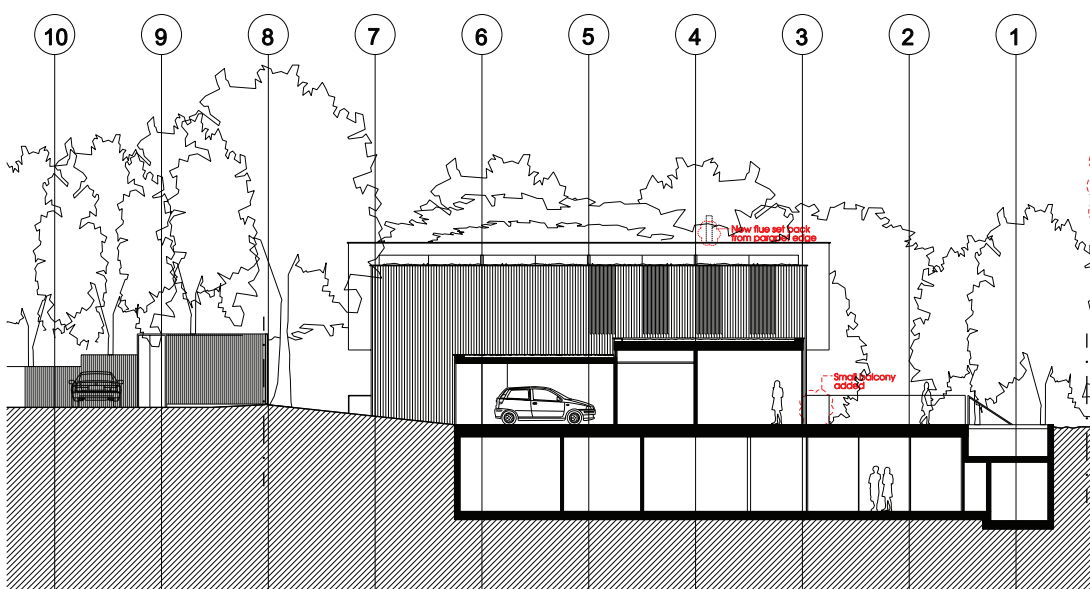 10 9 8 7 6 5 4 3 2 1
New flue set back
from parapet edge
Small balcony
added